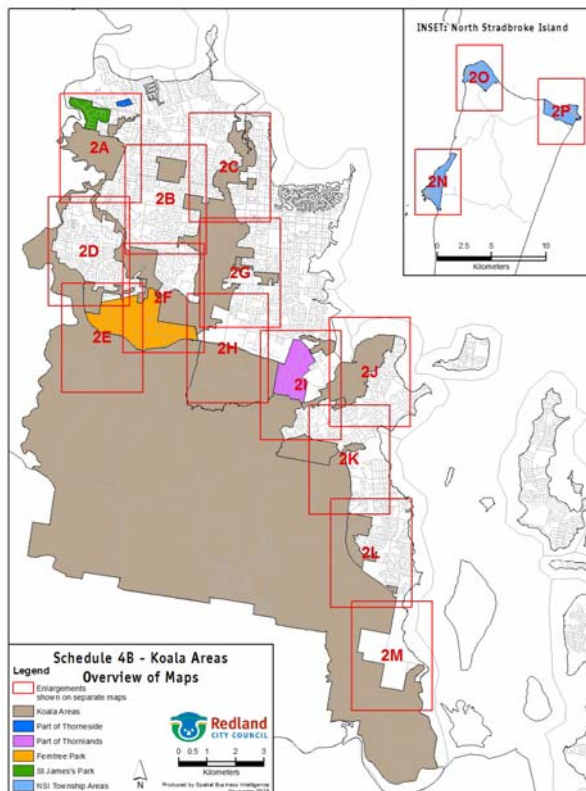 INSET: North Stradbroke Island
2O
2P
2N
0 2.5 5 10
Kilometers
2A
2C
2B
2D
2G
2F
2E
2H
2I
2J
2K
2L
2M
Schedule 4B - Koala Areas
Overview of Maps
Legend
Enlargements
shown on separate maps
Koala Areas
Part of Thorneside
Part of Thornlands
Ferntree Park
St James's Park
NSI Township Areas
Redland
CITY COUNCIL
0 0.5 1 2 3
Kilometers
N
Produced by Spatial Business Intelligence